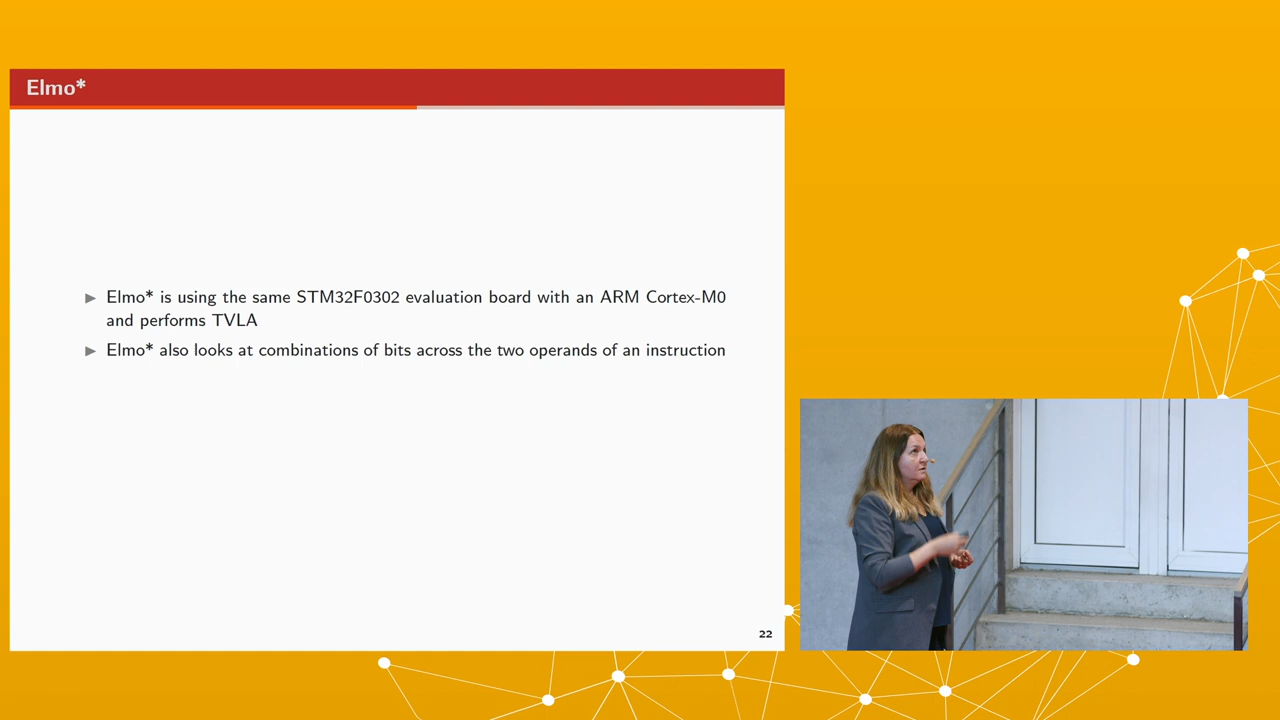 Elmo*
▶ Elmo* is using the same STM32F0302 evaluation board with an ARM Cortex-M0
and performs TVLA
▶ Elmo* also looks at combinations of bits across the two operands of an instruction
22